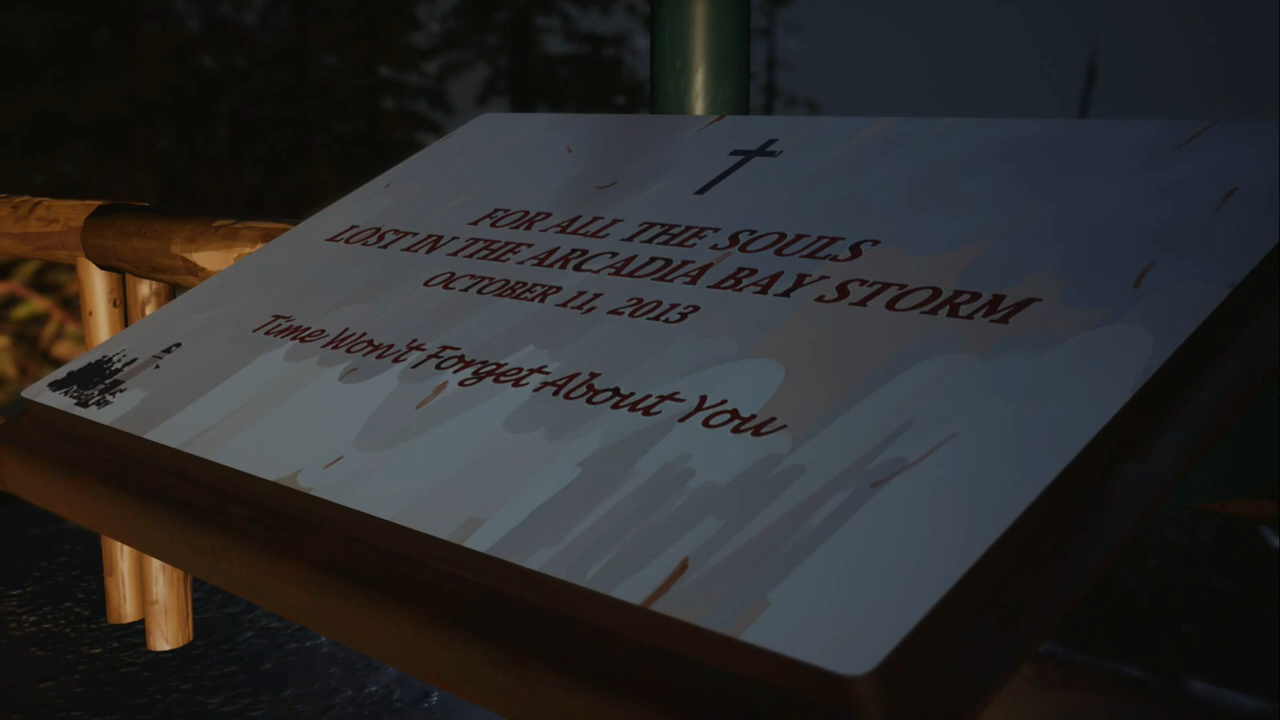 FOR ALL THE SOULS
LOST IN THE ARCADIA BAY STORM
OCTOBER 11, 2013
Time Won't Forget About You